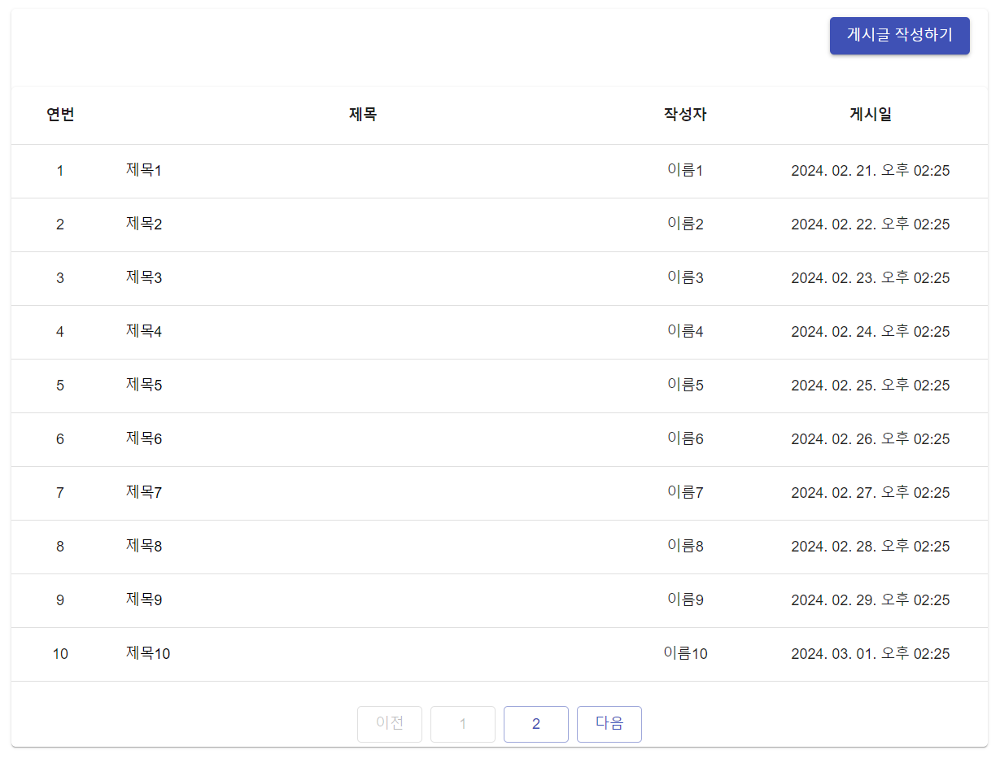 게시글 작성하기
연번 제목 작성자 게시일
1 제목1 이름1 2024. 02. 21. 오후 02:25
2 제목2 이름2 2024. 02. 22. 오후 02:25
3 제목3 이름3 2024. 02. 23. 오후 02:25
4 제목4 이름4 2024. 02. 24. 오후 02:25
5 제목5 이름5 2024. 02. 25. 오후 02:25
6 제목6 이름6 2024. 02. 26. 오후 02:25
7 제목7 이름7 2024. 02. 27. 오후 02:25
8 제목8 이름8 2024. 02. 28. 오후 02:25
9 제목9 이름9 2024. 02. 29. 오후 02:25
10 제목10 이름10 2024. 03. 01. 오후 02:25
이전 1 2 다음